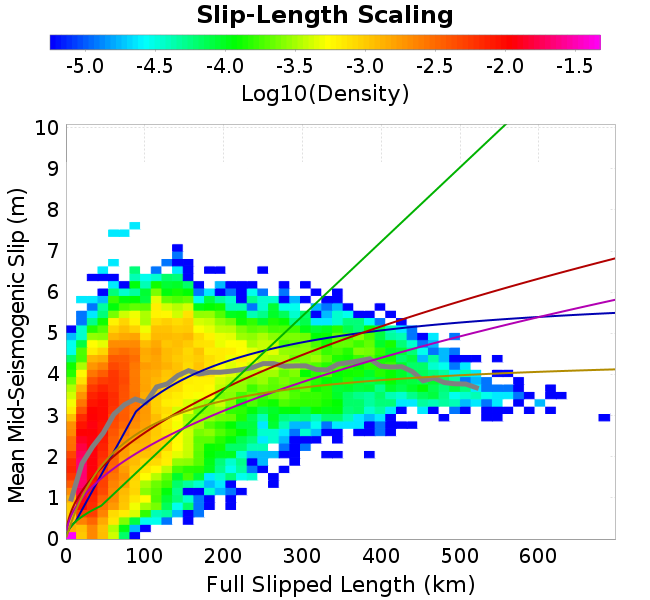 Slip-Length Scaling
-5.0 -4.5 -4.0 -3.5 -3.0 -2.5 -2.0 -1.5
Log10(Density)
10
9
8
7
6
5
4
3
2
1
0
Mean Mid-Seismogenic Slip (m)
0 100 200 300 400 500 600
Full Slipped Length (km)